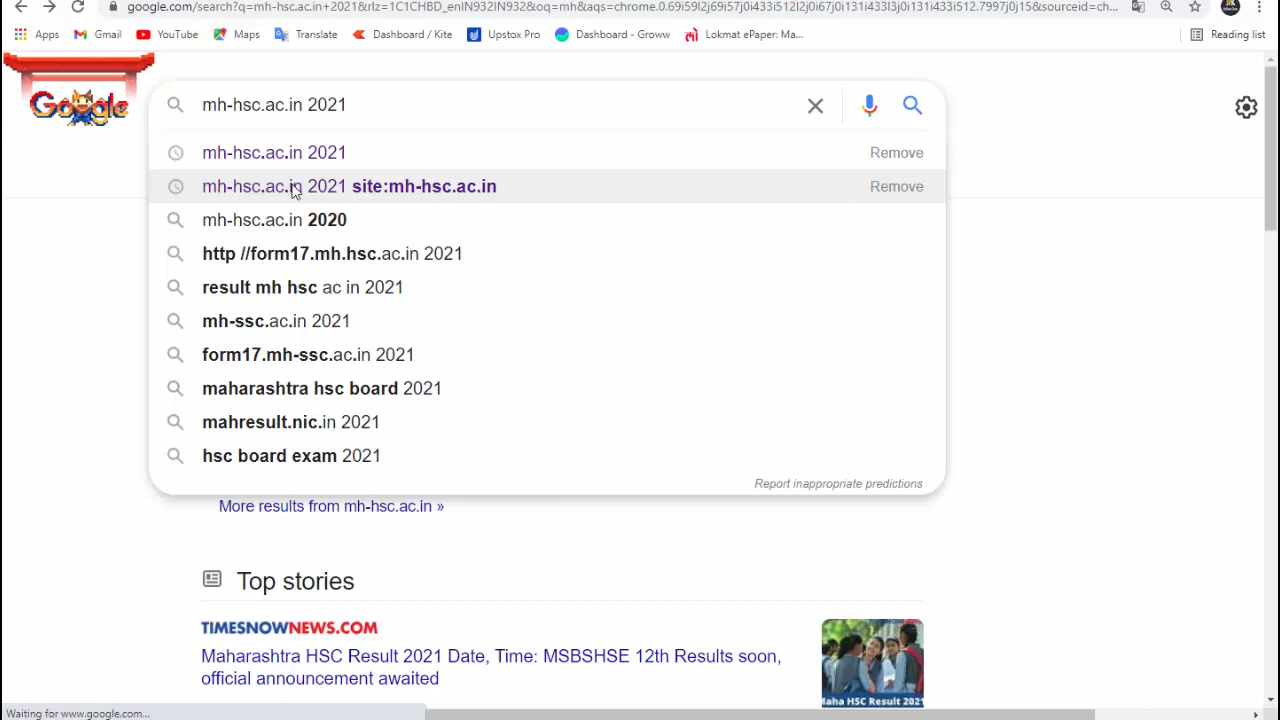 google.com/search?q=mh-hsc.ac.in+2021&rlz=1C1CHBD_enIN932IN932&oq=mh&aqs=chrome.0.69i59l2j69i57j0i433i512l2j0i67j0i131i433l3j0i131i433i512.7997j0j15&sourceid=ch...
Apps Gmail YouTube Maps Translate Dashboard / Kite Upstox Pro Dashboard - Groww Lokmat ePaper: Ma... Reading list
Google
mh-hsc.ac.in 2021
mh-hsc.ac.in 2021 Remove
mh-hsc.ac.in 2021 site:mh-hsc.ac.in Remove
mh-hsc.ac.in 2020
http //form17.mh.hsc.ac.in 2021
result mh hsc ac in 2021
mh-ssc.ac.in 2021
form17.mh-ssc.ac.in 2021
maharashtra hsc board 2021
mahresult.nic.in 2021
hsc board exam 2021
Report inappropriate predictions
More results from mh-hsc.ac.in »
Top stories
TIMESNOWNEWS.COM
Maharashtra HSC Result 2021 Date, Time: MSBSHSE 12th Results soon,
official announcement awaited
Maha HSC Result 2021
Waiting for www.google.com...